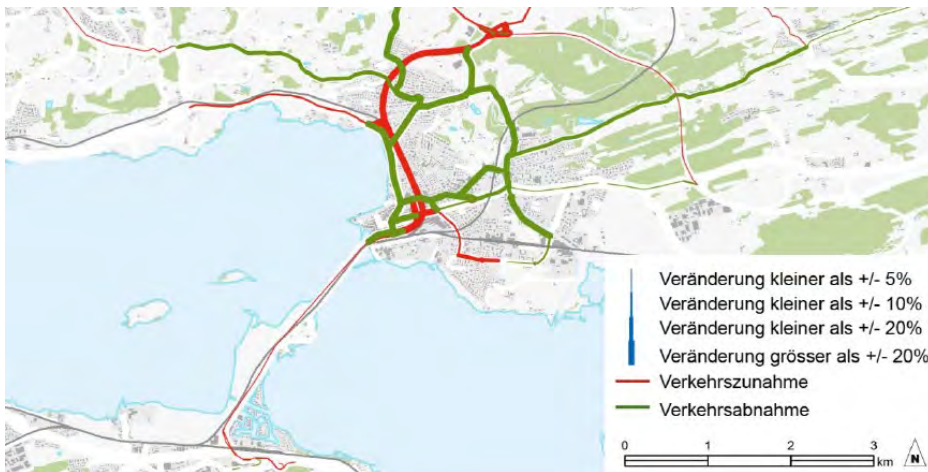 Veränderung kleiner als +/- 5%
Veränderung kleiner als +/- 10%
Veränderung kleiner als +/- 20%
Veränderung grösser als +/- 20%
Verkehrszunahme
Verkehrsabnahme
0 1 2 3
km
N